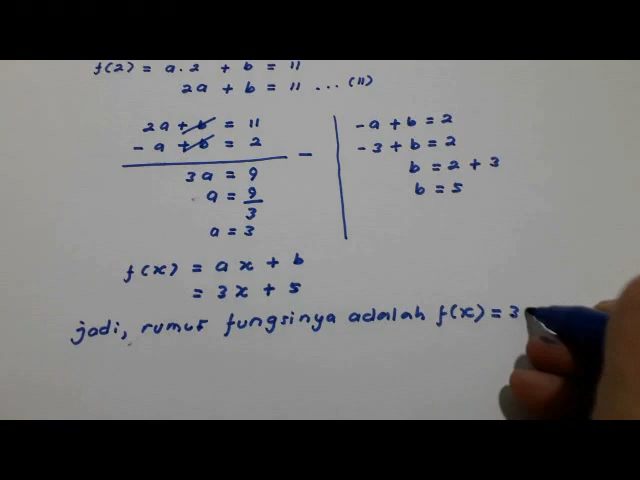 f(2) = a.2 + b = 11
2a + b = 11 ... (11)
2a + b = 11
- a + b = 2
-
3a = 9
a = 9/3
a = 3
-a + b = 2
-3 + b = 2
b = 2 + 3
b = 5
f(x) = ax + b
= 3x + 5
jadi, rumus fungsinya adalah f(x) = 3